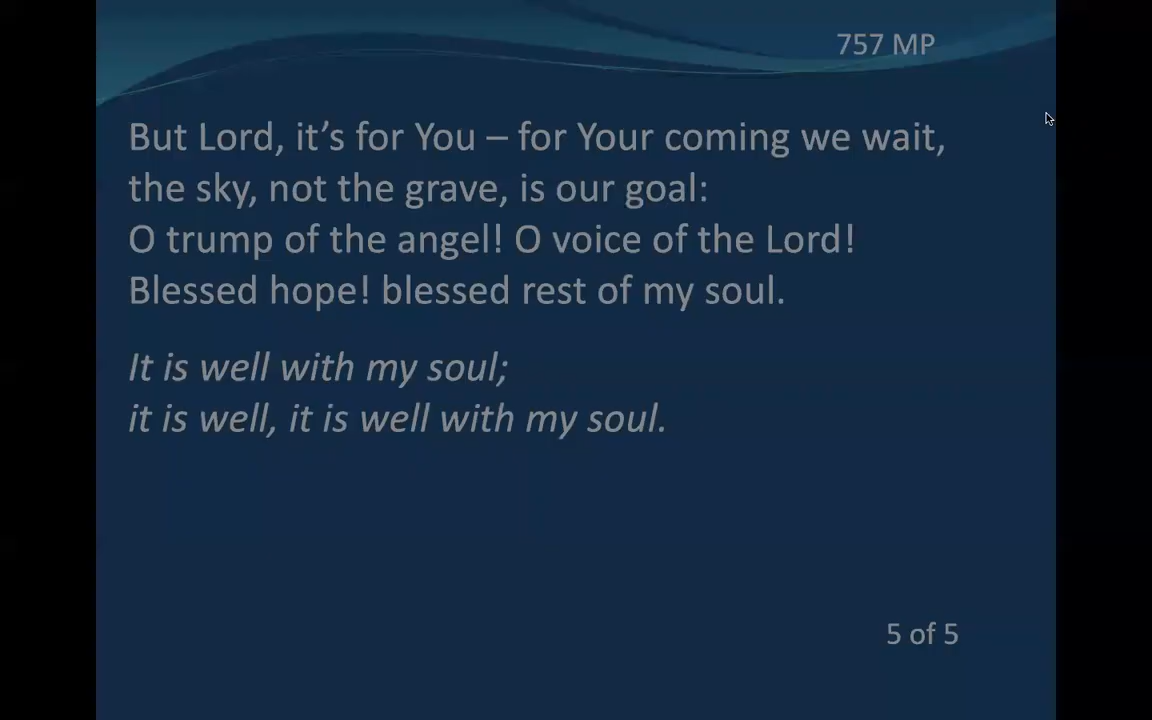 757 MP
But Lord, it’s for You – for Your coming we wait,
the sky, not the grave, is our goal:
O trump of the angel! O voice of the Lord!
Blessed hope! blessed rest of my soul.
It is well with my soul;
it is well, it is well with my soul.
5 of 5